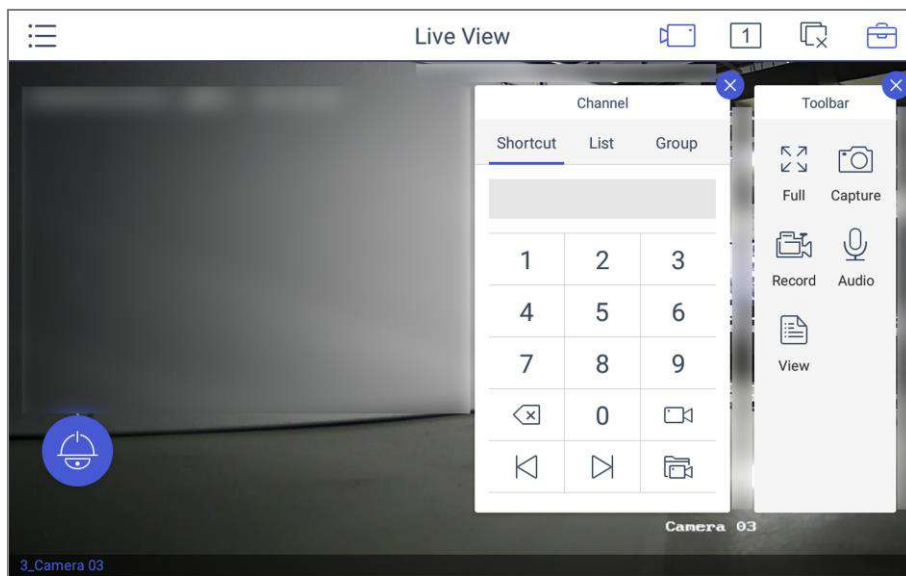 Live View
1
Channel
Shortcut List Group
1 2 3
4 5 6
7 8 9
0
Toolbar
Full Capture
Record Audio
View
Camera 03
3_Camera 03